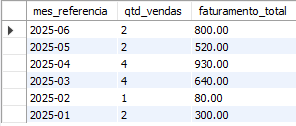 mes_referencia qtd_vendas faturamento_total
2025-06 2 800.00
2025-05 2 520.00
2025-04 4 930.00
2025-03 4 640.00
2025-02 1 80.00
2025-01 2 300.00